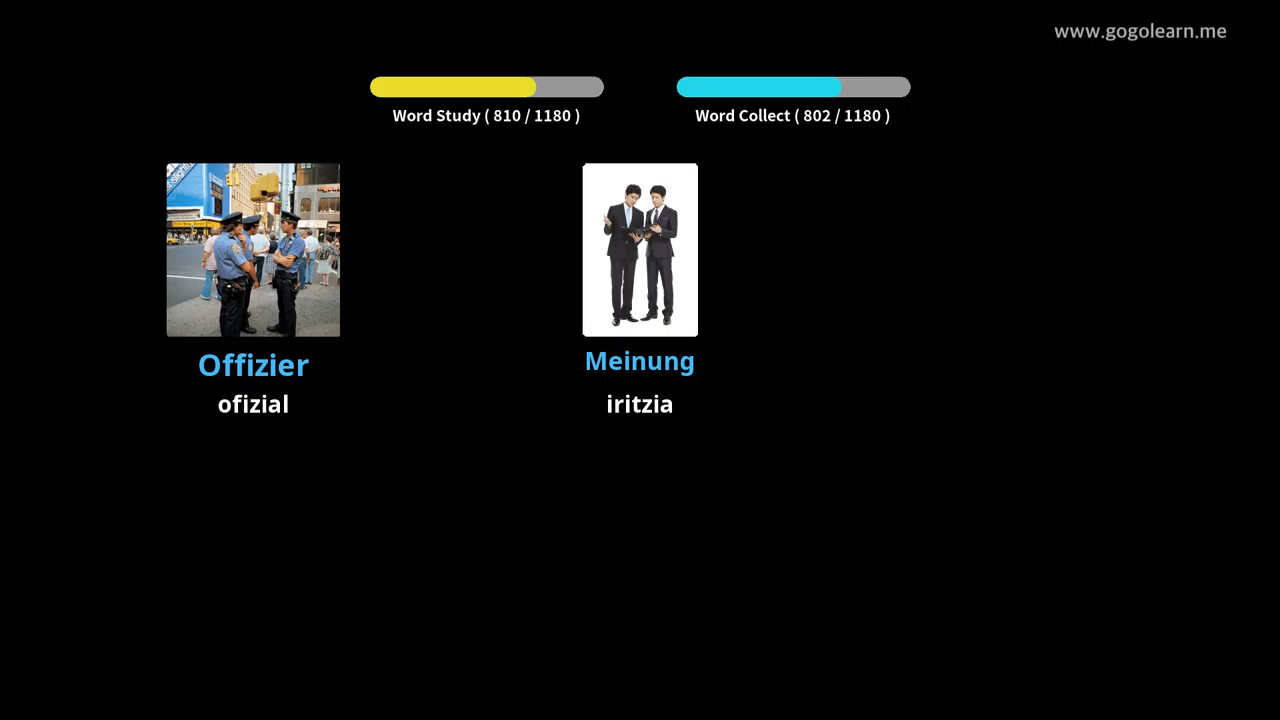 www.gogolearn.me
Word Study ( 810 / 1180 )
Word Collect ( 802 / 1180 )
Offizier
Meinung
ofizial
iritzia